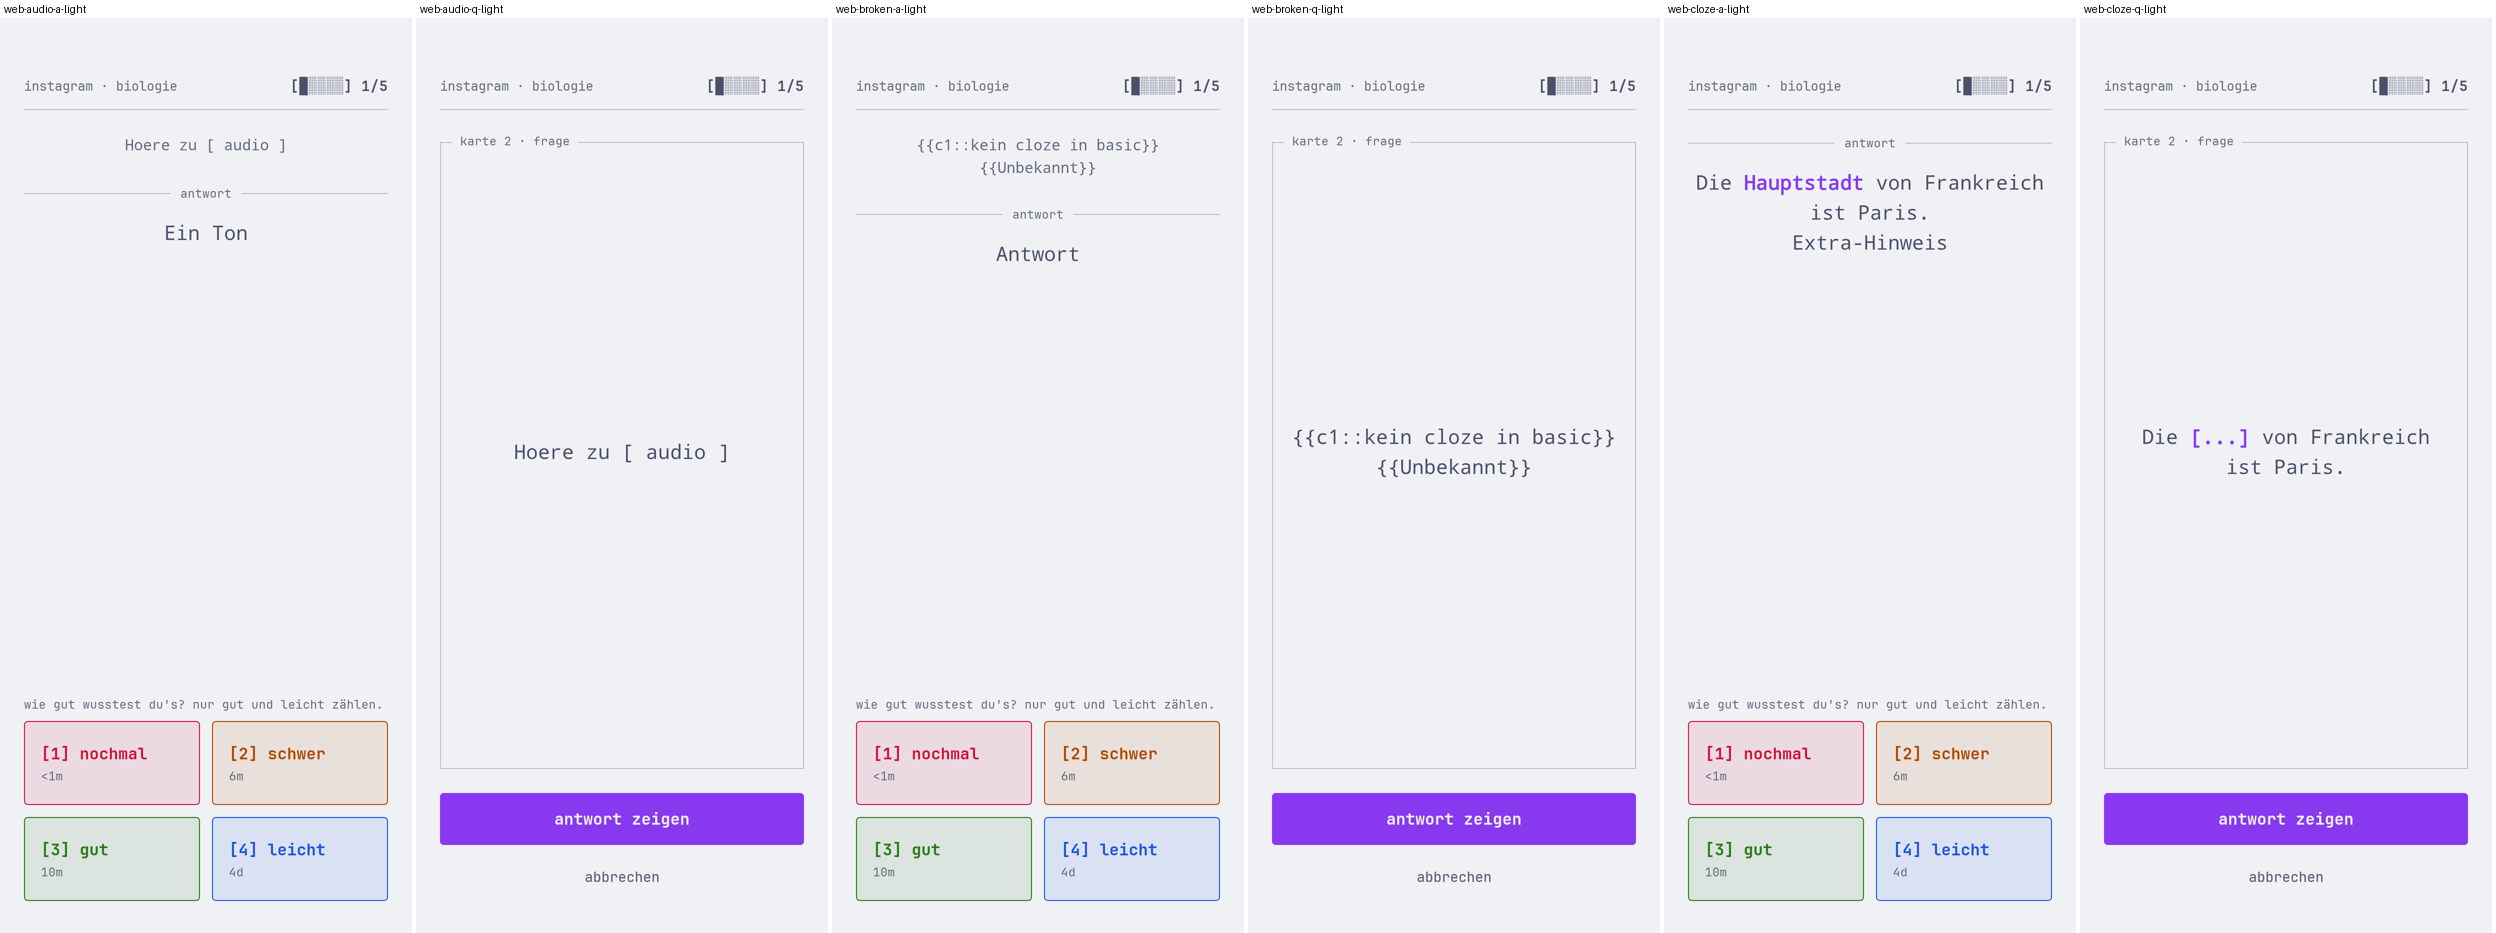 web-audio-a-light
instagram · biologie
[█▒▒▒▒] 1/5
Hoere zu [ audio ]
antwort
Ein Ton
wie gut wusstest du's? nur gut und leicht zählen.
[1] nochmal
<1m
[2] schwer
6m
[3] gut
10m
[4] leicht
4d
web-audio-q-light
instagram · biologie
[█▒▒▒▒] 1/5
karte 2 · frage
Hoere zu [ audio ]
antwort zeigen
abbrechen
web-broken-a-light
instagram · biologie
[█▒▒▒▒] 1/5
{{c1::kein cloze in basic}}
{{Unbekannt}}
antwort
Antwort
wie gut wusstest du's? nur gut und leicht zählen.
[1] nochmal
<1m
[2] schwer
6m
[3] gut
10m
[4] leicht
4d
web-broken-q-light
instagram · biologie
[█▒▒▒▒] 1/5
karte 2 · frage
{{c1::kein cloze in basic}}
{{Unbekannt}}
antwort zeigen
abbrechen
web-cloze-a-light
instagram · biologie
[█▒▒▒▒] 1/5
antwort
Die Hauptstadt von Frankreich
ist Paris.
Extra-Hinweis
wie gut wusstest du's? nur gut und leicht zählen.
[1] nochmal
<1m
[2] schwer
6m
[3] gut
10m
[4] leicht
4d
web-cloze-q-light
instagram · biologie
[█▒▒▒▒] 1/5
karte 2 · frage
Die [...] von Frankreich
ist Paris.
antwort zeigen
abbrechen